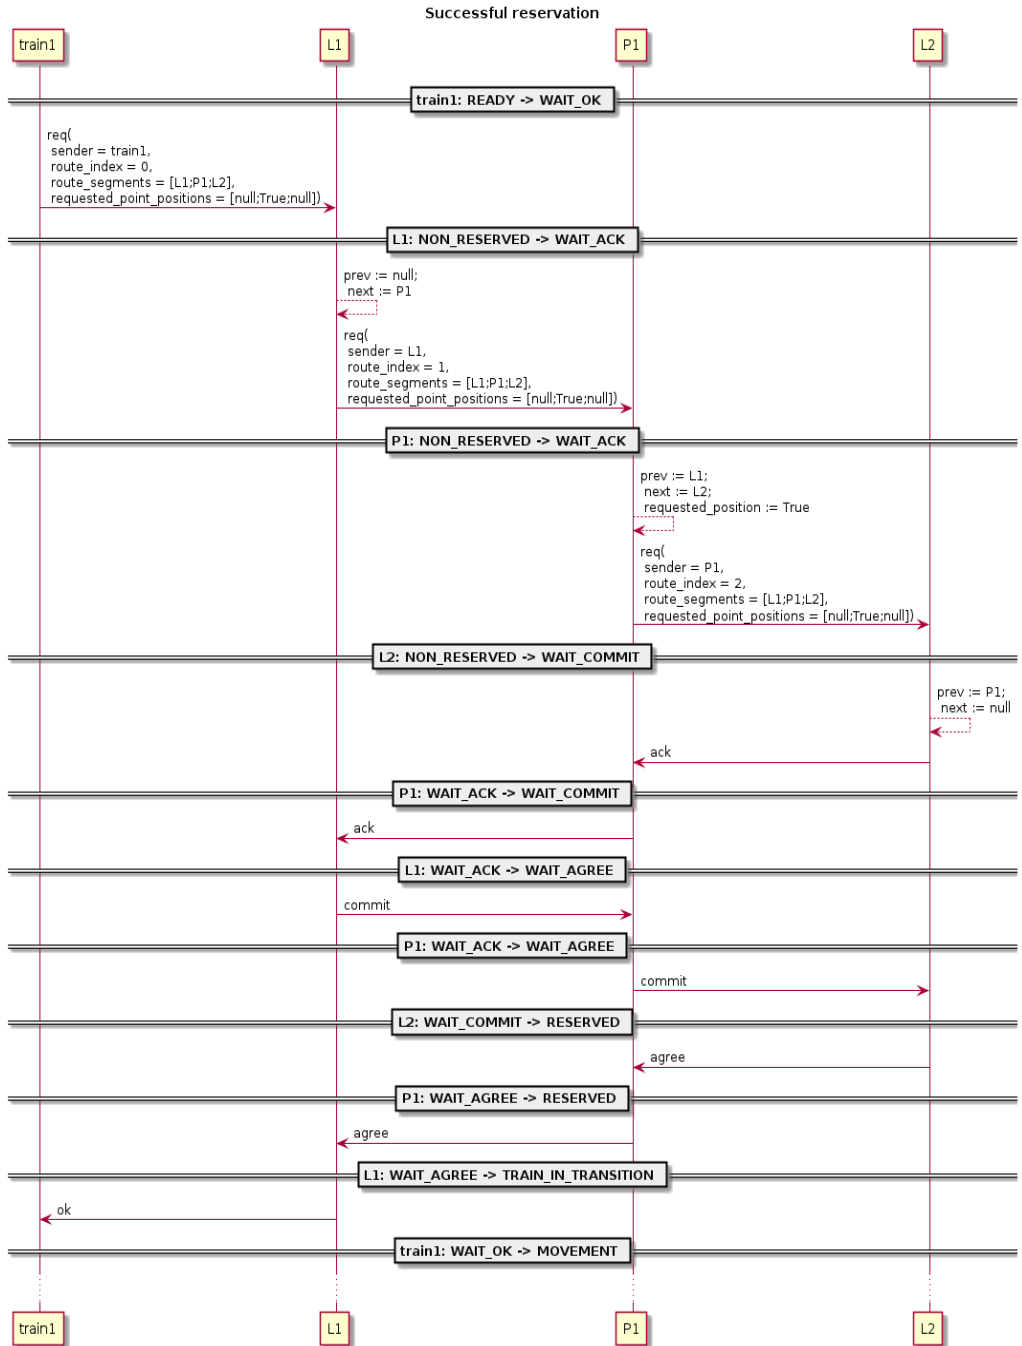 Successful reservation
train1 L1 P1 L2
train1: READY -> WAIT_OK
req(
sender = train1,
route_index = 0,
route_segments = [L1;P1;L2],
requested_point_positions = [null;True;null])
L1: NON_RESERVED -> WAIT_ACK
prev := null;
next := P1
req(
sender = L1,
route_index = 1,
route_segments = [L1;P1;L2],
requested_point_positions = [null;True;null])
P1: NON_RESERVED -> WAIT_ACK
prev := L1;
next := L2;
requested_position := True
req(
sender = P1,
route_index = 2,
route_segments = [L1;P1;L2],
requested_point_positions = [null;True;null])
L2: NON_RESERVED -> WAIT_COMMIT
prev := P1;
next := null
ack
P1: WAIT_ACK -> WAIT_COMMIT
ack
L1: WAIT_ACK -> WAIT_AGREE
commit
P1: WAIT_ACK -> WAIT_AGREE
commit
L2: WAIT_COMMIT -> RESERVED
agree
P1: WAIT_AGREE -> RESERVED
agree
L1: WAIT_AGREE -> TRAIN_IN_TRANSITION
ok
train1: WAIT_OK -> MOVEMENT
train1 L1 P1 L2